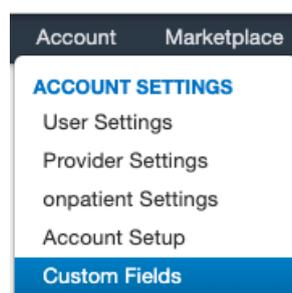 Account Marketplace
ACCOUNT SETTINGS
User Settings
Provider Settings
onpatient Settings
Account Setup
Custom Fields